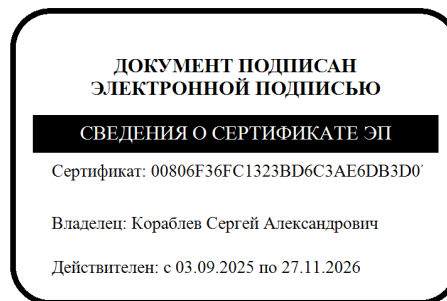 ДОКУМЕНТ ПОДПИСАН
ЭЛЕКТРОННОЙ ПОДПИСЬЮ
СВЕДЕНИЯ О СЕРТИФИКАТЕ ЭП
Сертификат: 00806F36FC1323BD6C3AE6DB3D0
Владелец: Кораблев Сергей Александрович
Действителен: с 03.09.2025 по 27.11.2026